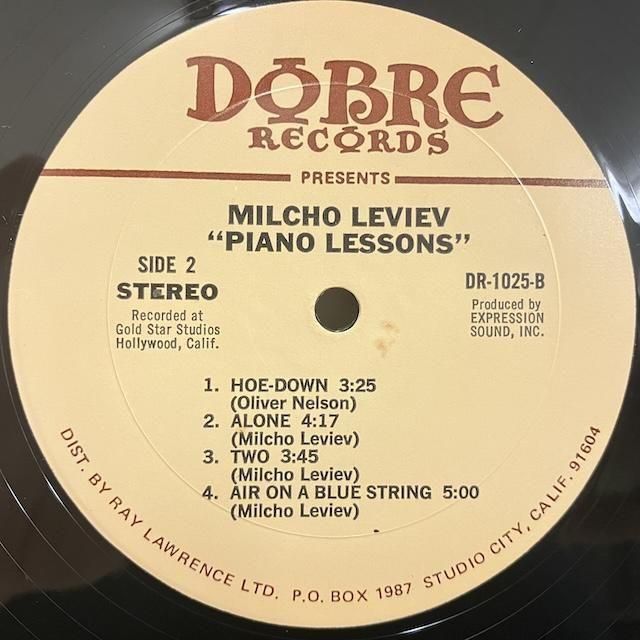 DOBRE
RECORDS
PRESENTS
MILCHO LEVIEV
“PIANO LESSONS”
SIDE 2
STEREO
Recorded at
Gold Star Studios
Hollywood, Calif.
DR-1025-B
Produced by
EXPRESSION
SOUND, INC.
1. HOE-DOWN 3:25
(Oliver Nelson)
2. ALONE 4:17
(Milcho Leviev)
3. TWO 3:45
(Milcho Leviev)
4. AIR ON A BLUE STRING 5:00
(Milcho Leviev)
DIST. BY RAY LAWRENCE LTD. P.O. BOX 1987 STUDIO CITY, CALIF. 91604